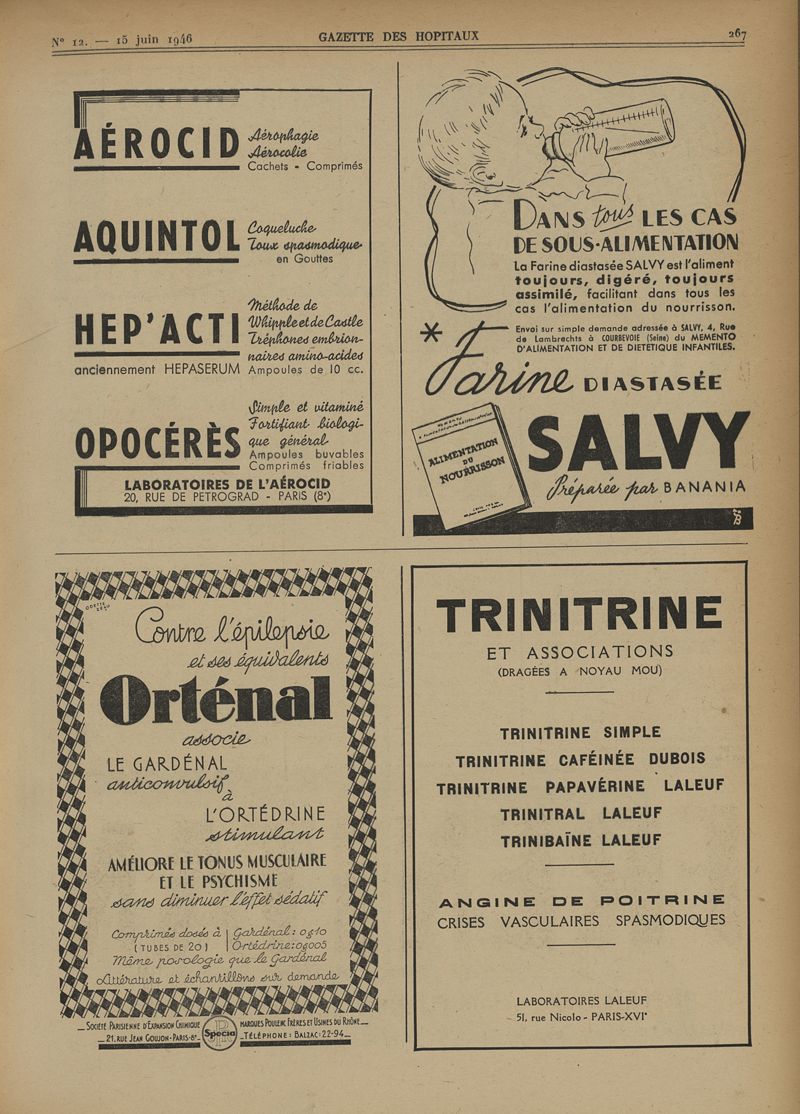 N° 12. — 15 juin 1946
GAZETTE DES HOPITAUX
267
AÉROCID
Aérophagie
Aérocolie
Cachets - Comprimés
AQUINTOL
Coqueluche
Toux spasmodique
en Gouttes
HEP'ACTI
anciennement HEPASERUM
Méthode de
Whipple et de Castle
Tréphones embrion-
naires amino-acides
Ampoules de 10 cc.
OPOCÉRÈS
Simple et vitaminé
Fortifiant biologi-
que général
Ampoules buvables
Comprimés friables
LABORATOIRES DE L'AÉROCID
20, RUE DE PETROGRAD - PARIS (8e)
DANS tous LES CAS
DE SOUS-ALIMENTATION
La Farine diastasée SALVY est l'aliment
toujours, digéré, toujours
assimilé, facilitant dans tous les
cas l'alimentation du nourrisson.
* Envoi sur simple demande adressée à SALVY, 4, Rue
de Lambrechts à COURBEVOIE (Seine) du MEMENTO
D'ALIMENTATION ET DE DIETETIQUE INFANTILES.
Farine DIASTASÉE
SALVY
ALIMENTATION
DU
NOURRISSON
Préparée par BANANIA
Contre l'épilepsie
et ses équivalents
Orténal
associe
LE GARDÉNAL
anticonvulsif
à
L'ORTÉDRINE
stimulant
AMÉLIORE LE TONUS MUSCULAIRE
ET LE PSYCHISME
sans diminuer l'effet sédatif
Comprimés dosés à
(TUBES DE 20)
Gardénal: 0g10
Ortédrine: 0g005
Même posologie que le Gardénal
Littérature et échantillons sur demande
SOCIÉTÉ PARISIENNE D'EXPANSION CHIMIQUE
21, RUE JEAN GOUJON-PARIS-8e
Specia
MARQUES POULENC FRÈRES ET USINES DU RHÔNE
TÉLÉPHONE: BALZAC: 22-94
TRINITRINE
ET ASSOCIATIONS
(DRAGÉES A NOYAU MOU)
TRINITRINE SIMPLE
TRINITRINE CAFÉINÉE DUBOIS
TRINITRINE PAPAVÉRINE LALEUF
TRINITRAL LALEUF
TRINIBAÏNE LALEUF
ANGINE DE POITRINE
CRISES VASCULAIRES SPASMODIQUES
LABORATOIRES LALEUF
51, rue Nicolo - PARIS-XVIe